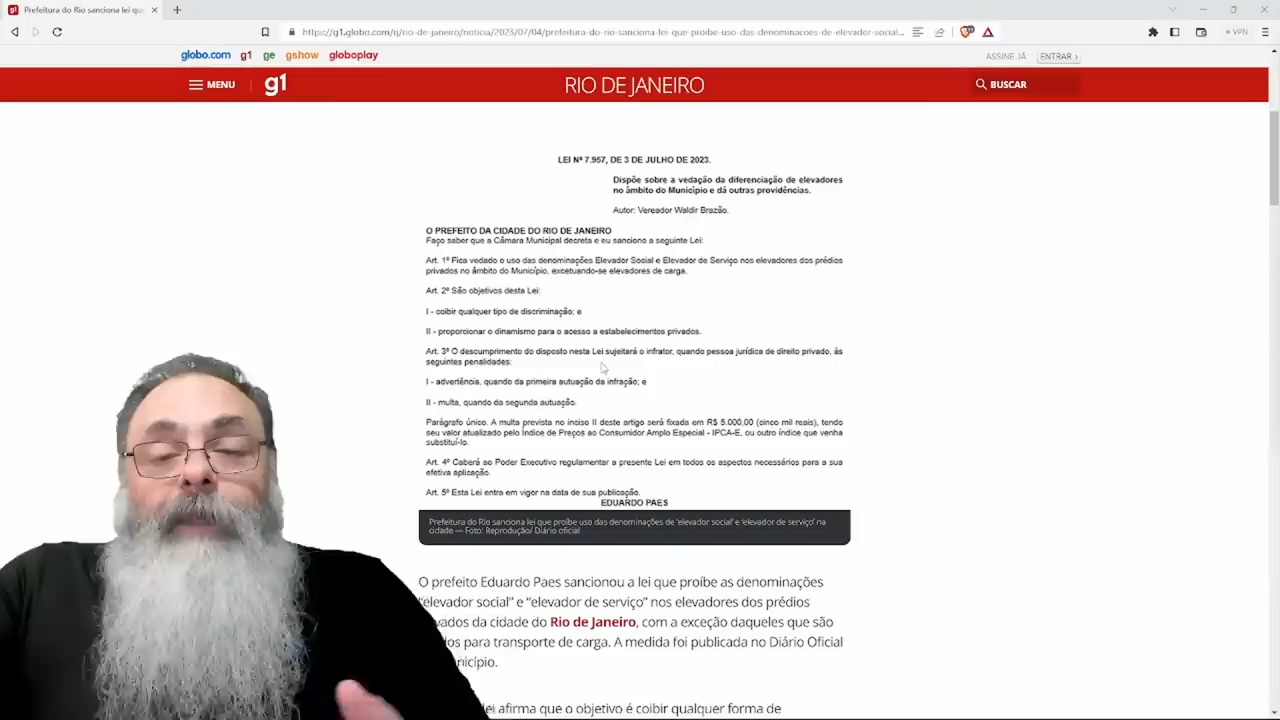 Prefeitura do Rio sanciona lei que
http://g1.globo.com/rj/rio-de-janeiro/noticia/2023/07/04/prefeitura-do-rio-sanciona-lei-que-proibe-uso-das-denominacoes-de-elevador-social...
VPN
globo.com g1 ge gshow globoplay
ASSINE JÁ ENTRAR ›
MENU g1 RIO DE JANEIRO BUSCAR
LEI Nº 7.957, DE 3 DE JULHO DE 2023.
Dispõe sobre a vedação da diferenciação de elevadores
no âmbito do Município e dá outras providências.
Autor: Vereador Waldir Brazão.
O PREFEITO DA CIDADE DO RIO DE JANEIRO
Faço saber que a Câmara Municipal decreta e eu sanciono a seguinte Lei:
Art. 1º Fica vedado o uso das denominações Elevador Social e Elevador de Serviço nos elevadores dos prédios
privados no âmbito do Município, excetuando-se elevadores de carga.
Art. 2º São objetivos desta Lei:
I - coibir qualquer tipo de discriminação; e
II - proporcionar o dinamismo para o acesso a estabelecimentos privados.
Art. 3º O descumprimento do disposto nesta Lei sujeitará o infrator, quando pessoa jurídica de direito privado, às
seguintes penalidades:
I - advertência, quando da primeira autuação da infração; e
II - multa, quando da segunda autuação.
Parágrafo único. A multa prevista no inciso II deste artigo será fixada em R$ 5.000,00 (cinco mil reais), tendo
seu valor atualizado pelo Índice de Preços ao Consumidor Amplo Especial - IPCA-E, ou outro índice que venha
substituí-lo.
Art. 4º Caberá ao Poder Executivo regulamentar a presente Lei em todos os aspectos necessários para a sua
efetiva aplicação.
Art. 5º Esta Lei entra em vigor na data de sua publicação.
EDUARDO PAES
Prefeitura do Rio sanciona lei que proíbe uso das denominações de 'elevador social' e 'elevador de serviço' na
cidade — Foto: Reprodução/ Diário oficial
O prefeito Eduardo Paes sancionou a lei que proíbe as denominações
"elevador social" e "elevador de serviço" nos elevadores dos prédios
vados da cidade do Rio de Janeiro, com a exceção daqueles que são
os para transporte de carga. A medida foi publicada no Diário Oficial
nicípio.
lei afirma que o objetivo é coibir qualquer forma de